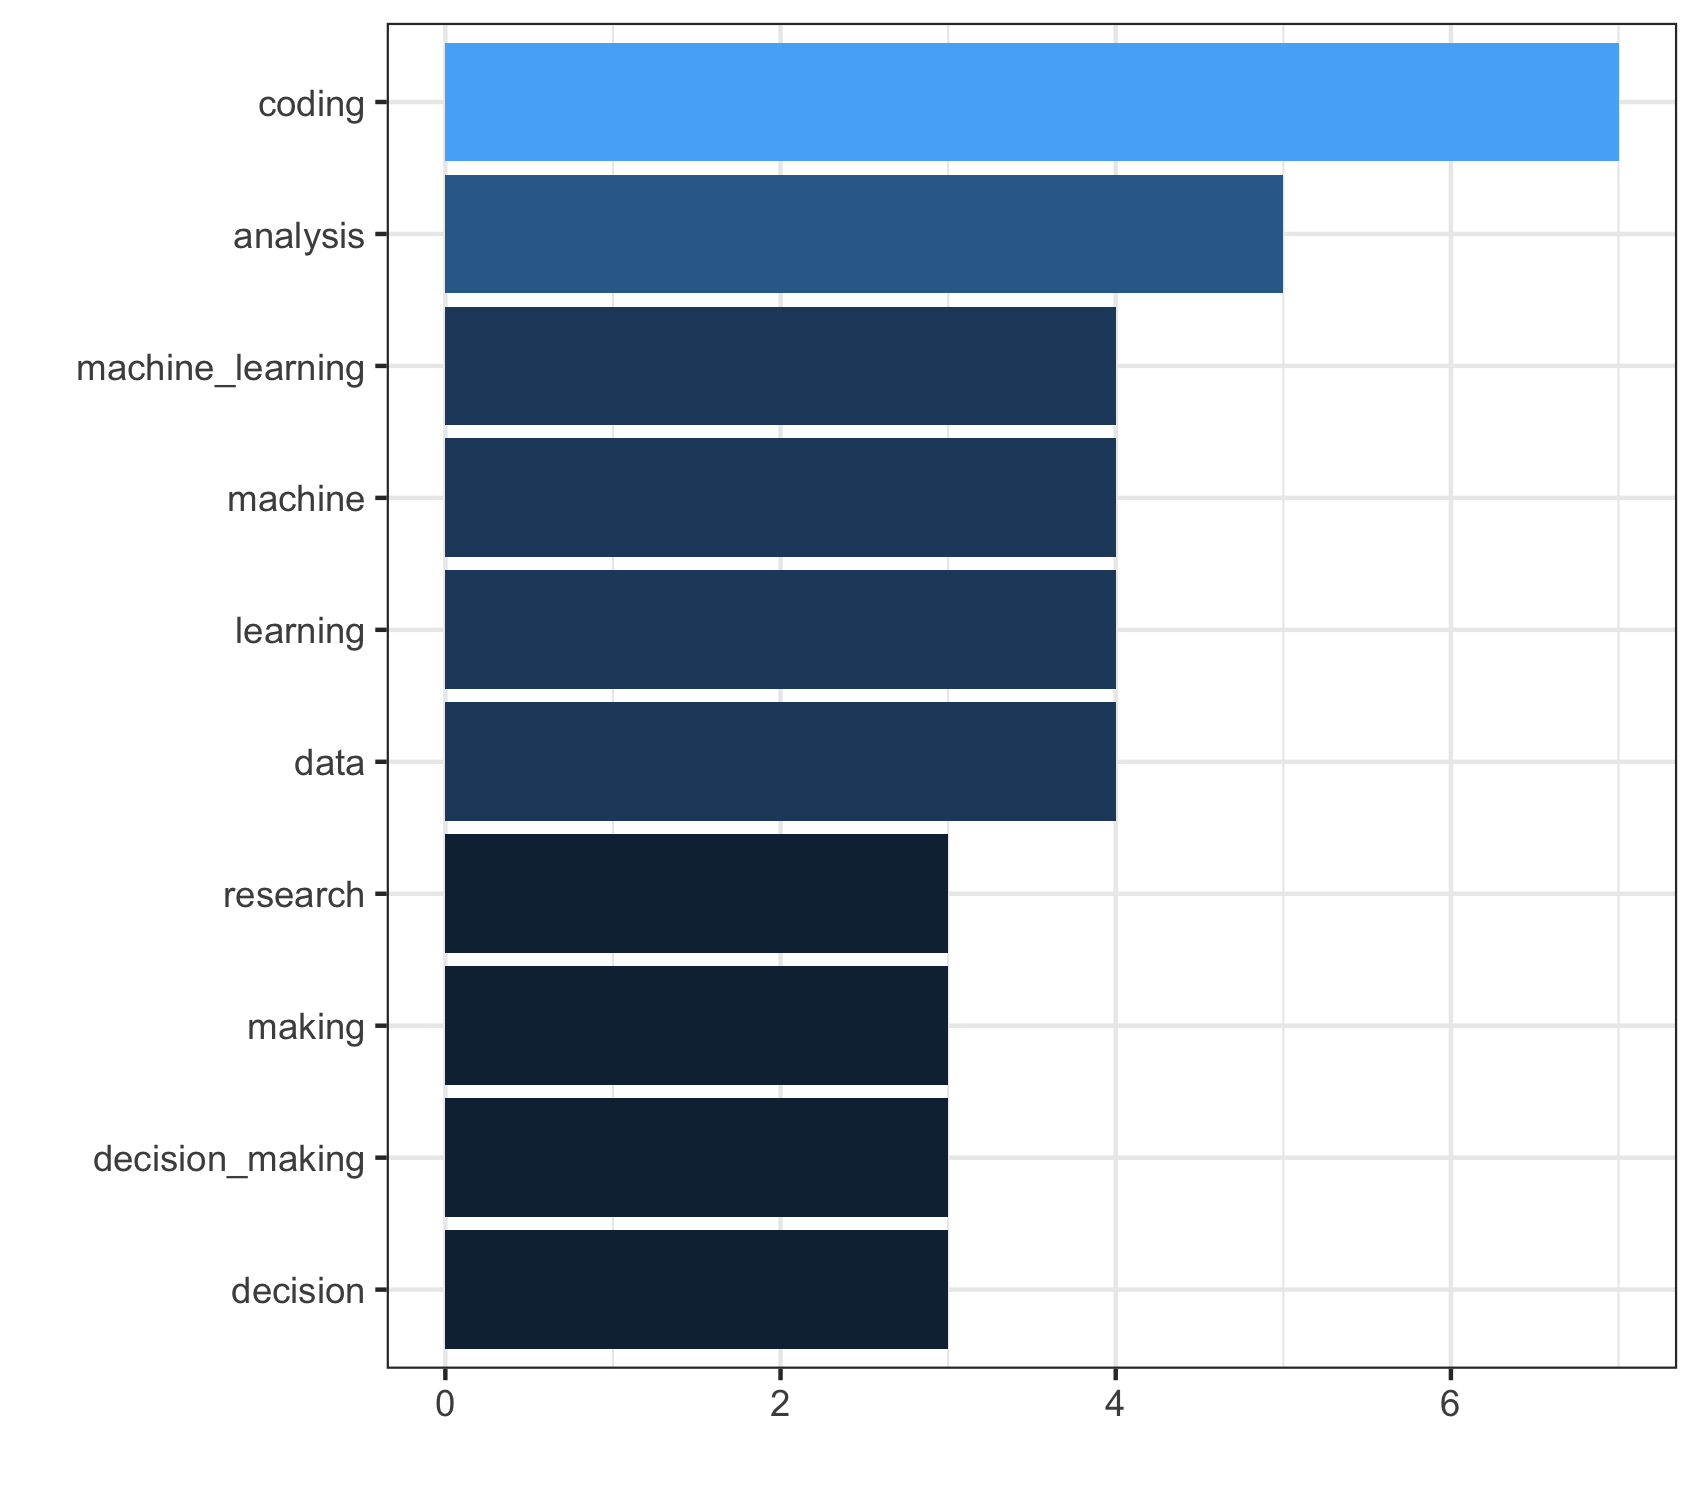 coding
analysis
machine_learning
machine
learning
data
research
making
decision_making
decision
0 2 4 6